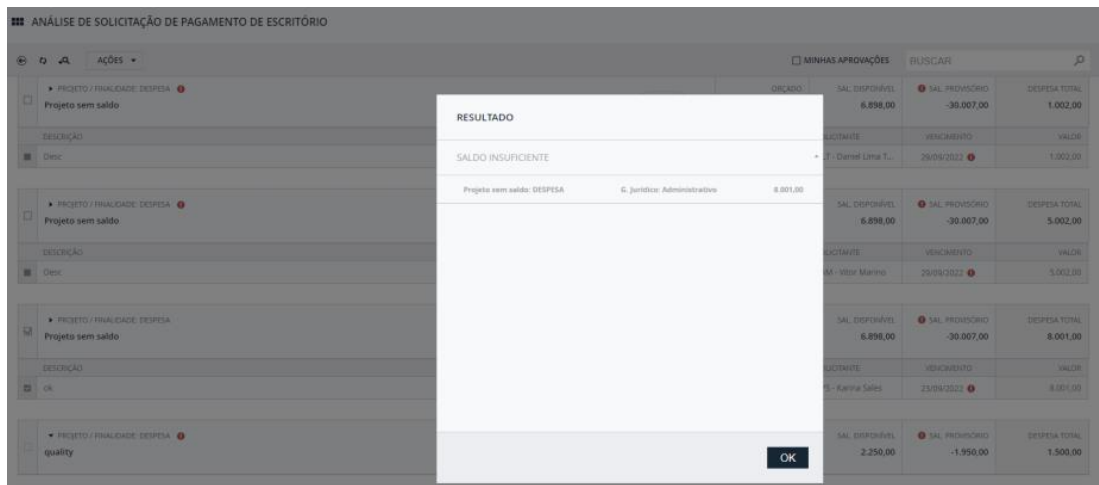 ANÁLISE DE SOLICITAÇÃO DE PAGAMENTO DE ESCRITÓRIO
AÇÕES MINHAS APROVAÇÕES BUSCAR
PROJETO / FINALIDADE: DESPESA ORÇADO SAL. DISPONÍVEL SAL. PROVISÓRIO DESPESA TOTAL
Projeto sem saldo 6.898,00 -30.007,00 1.002,00
DESCRIÇÃO VENCIMENTO VALOR
Desc - Daniel Lima T... 1.002,00
PROJETO / FINALIDADE: DESPESA SAL. DISPONÍVEL SAL. PROVISÓRIO DESPESA TOTAL
Projeto sem saldo 6.898,00 -30.007,00 5.002,00
DESCRIÇÃO VENCIMENTO VALOR
Desc - Vitor Marino 5.002,00
PROJETO / FINALIDADE: DESPESA SAL. DISPONÍVEL SAL. PROVISÓRIO DESPESA TOTAL
Projeto sem saldo 6.898,00 -30.007,00 8.001,00
DESCRIÇÃO VENCIMENTO VALOR
ok - Karina Sales 23/09/2022 8.001,00
PROJETO / FINALIDADE: DESPESA SAL. DISPONÍVEL SAL. PROVISÓRIO DESPESA TOTAL
quality 2.250,00 -1.950,00 1.500,00
RESULTADO
SALDO INSUFICIENTE
Projeto sem saldo: DESPESA G. Jurídico: Administrativo 8.001,00
OK